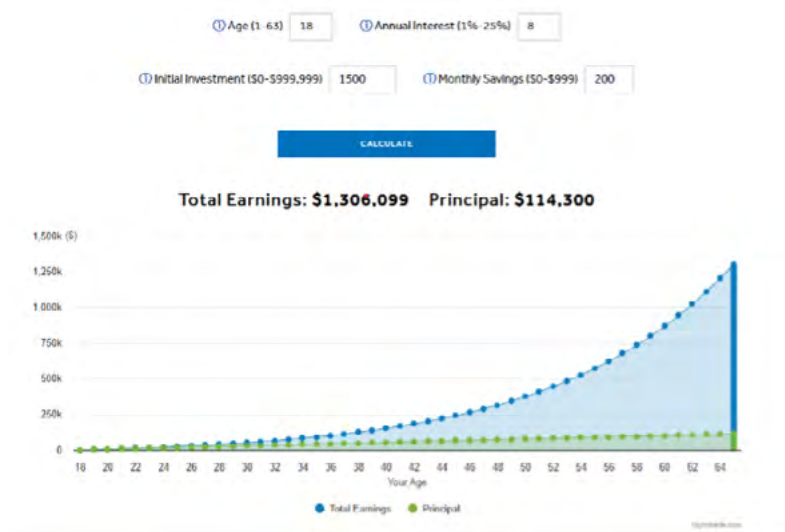 Age (1-63) 18 Annual Interest (1%-25%) 8
Initial Investment ($0-$999,999) 1500 Monthly Savings ($0-$999) 200
CALCULATE
Total Earnings: $1,306,099 Principal: $114,300
1,500k ($)
1,250k
1,000k
750k
500k
250k
0
18 20 22 24 26 28 30 32 34 36 38 40 42 44 46 48 50 52 54 56 58 60 62 64
Your Age
Total Earnings Principal